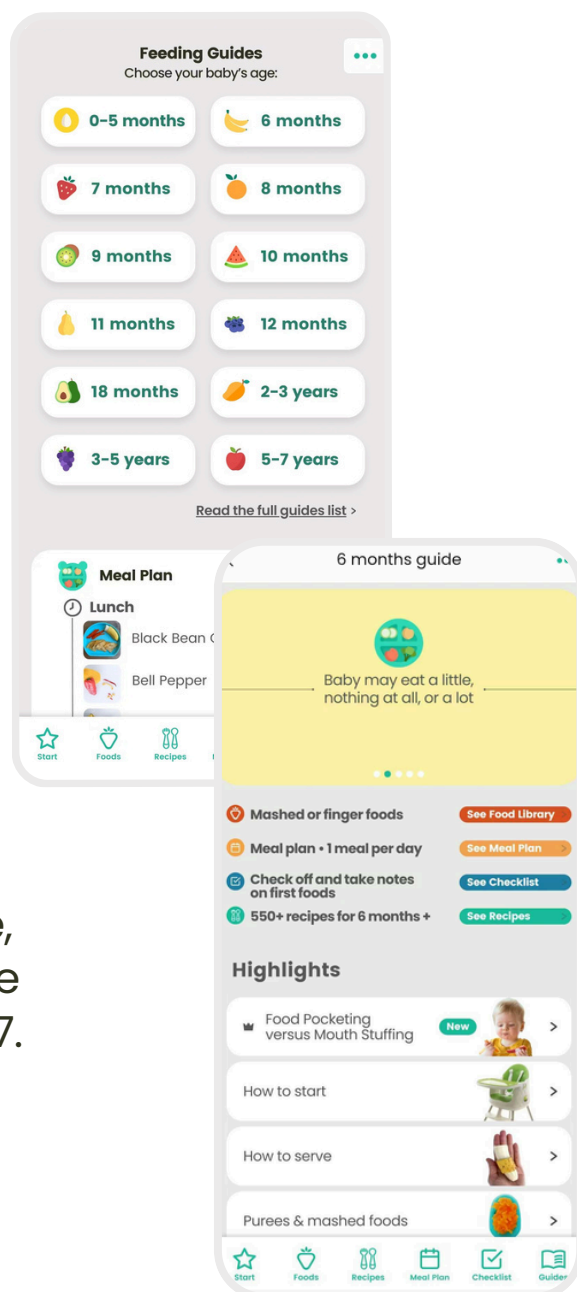 Feeding Guides
Choose your baby's age:
0-5 months
6 months
7 months
8 months
9 months
10 months
11 months
12 months
18 months
2-3 years
3-5 years
5-7 years
Read the full guides list >
Meal Plan
Lunch
Black Bean
Bell Pepper
Start
Foods
Recipes
7.
6 months guide
Baby may eat a little,
nothing at all, or a lot
Mashed or finger foods
See Food Library >
Meal plan • 1 meal per day
See Meal Plan >
Check off and take notes
on first foods
See Checklist >
550+ recipes for 6 months +
See Recipes >
Highlights
Food Pocketing
versus Mouth Stuffing
New
How to start
How to serve
Purees & mashed foods
Start
Foods
Recipes
Meal Plan
Checklist
Guides